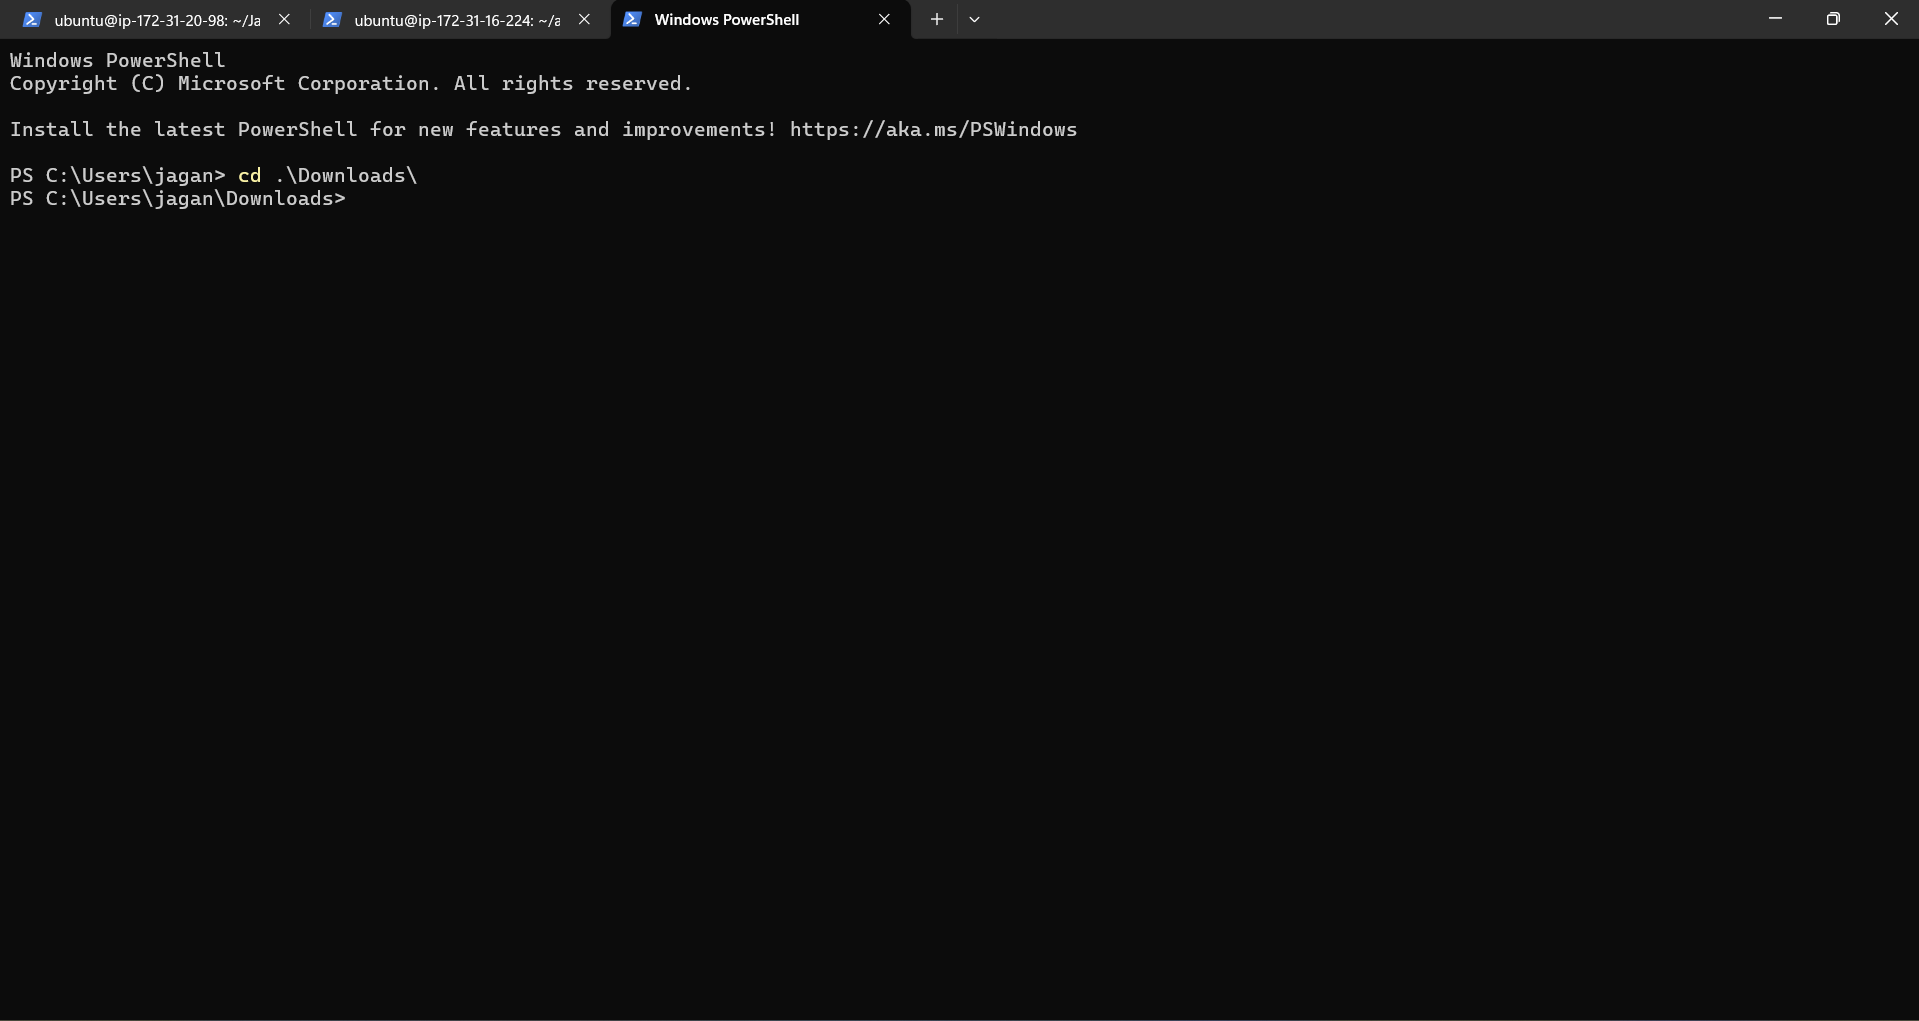 ubuntu@ip-172-31-20-98: ~/Ja
ubuntu@ip-172-31-16-224: ~/a
Windows PowerShell
Windows PowerShell
Copyright (C) Microsoft Corporation. All rights reserved.
Install the latest PowerShell for new features and improvements! https://aka.ms/PSWindows
PS C:\Users\jagan> cd .\Downloads\
PS C:\Users\jagan\Downloads>